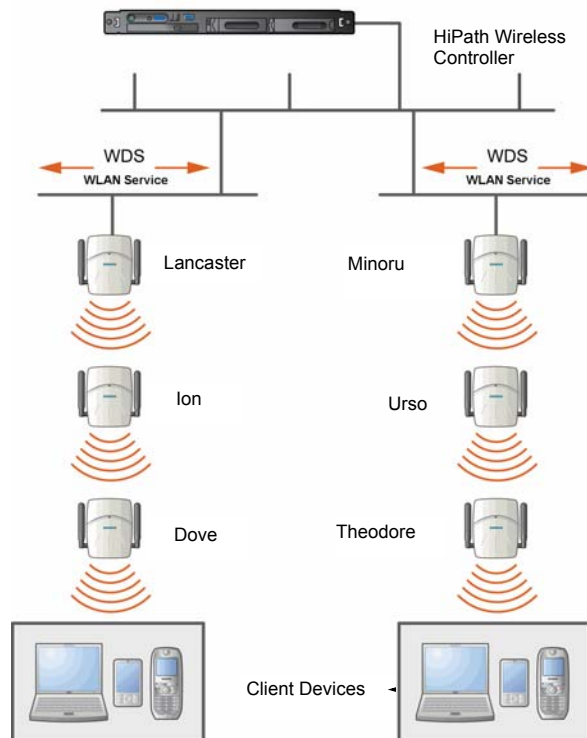 HiPath Wireless
Controller
WDS
WLAN Service
WDS
WLAN Service
Lancaster
Minoru
Ion
Urso
Dove
Theodore
Client Devices